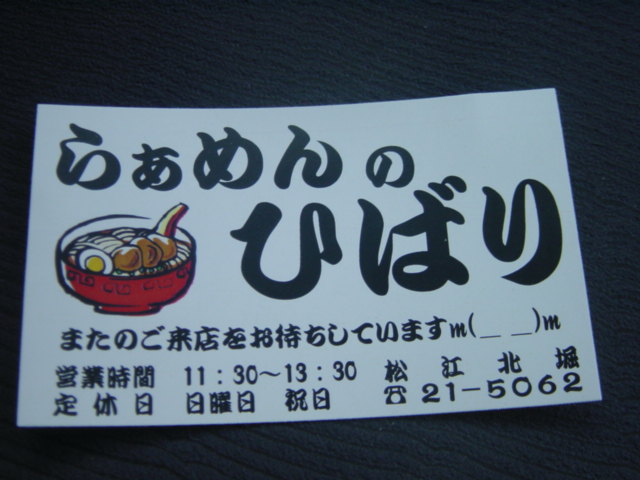 らぁめんの
ひばり
またのご来店をお待ちしていますm(_ _)m
営業時間 11:30～13:30 松江北堀
定休日 日曜日 祝日 ☎21-5062